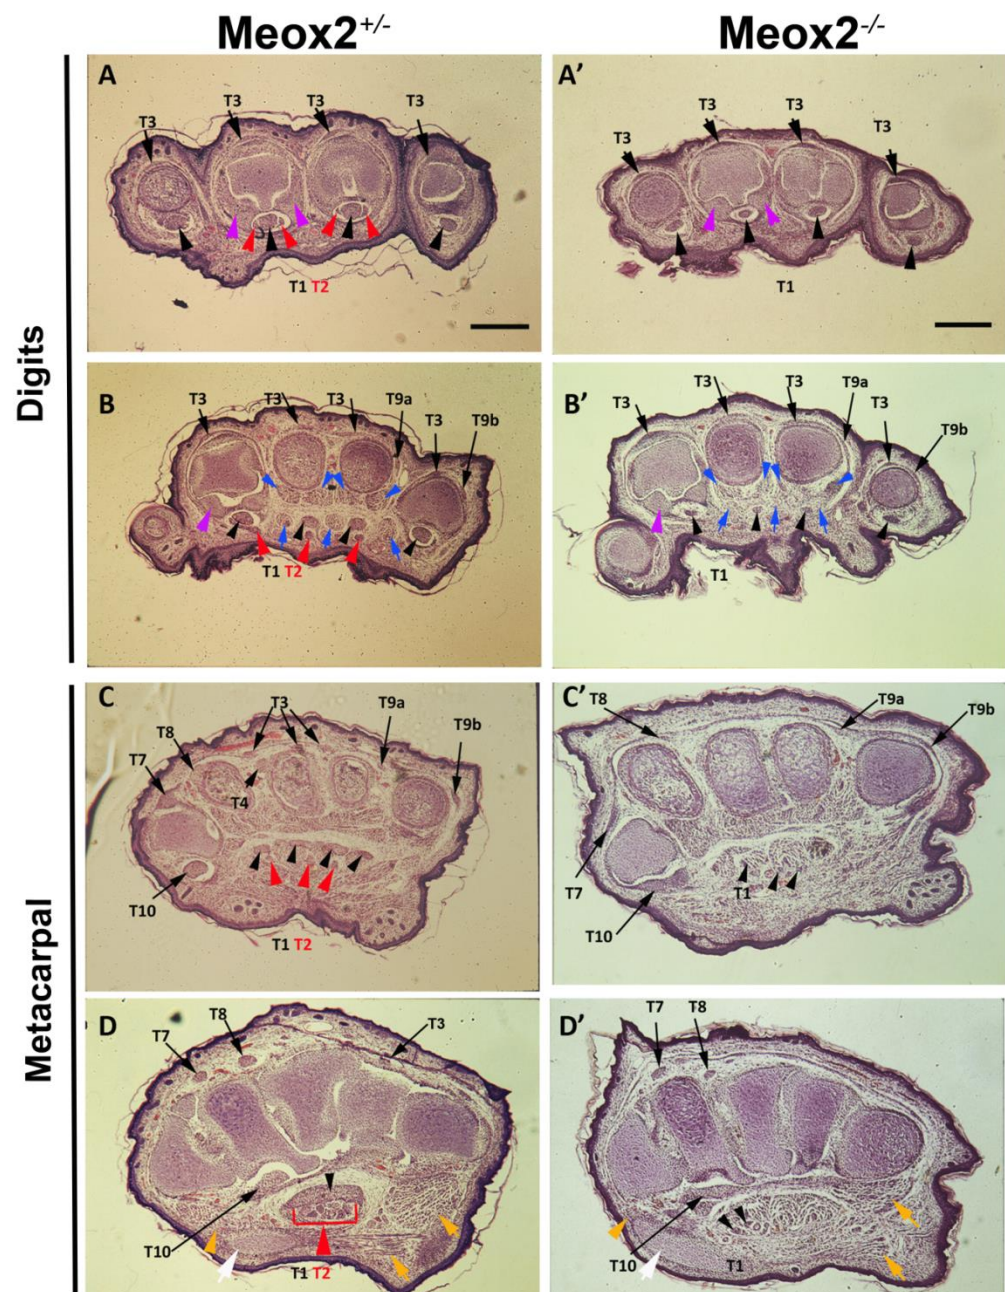 Meox2+/- Meox2-/-
Digits
A
T3 T3
T3 T3
T1 T2
A'
T3 T3
T3 T3
T1
B
T3 T3 T3 T9a
T3 T9b
T1 T2
B'
T3 T3 T3 T9a
T3 T9b
T1
Metacarpal
C
T3 T9a
T8 T9b
T7
T4
T10
T1 T2
C'
T8 T9a
T9b
T1
T7
T10
D
T7 T8 T3
T10
T1 T2
D'
T7 T8
T10 T1